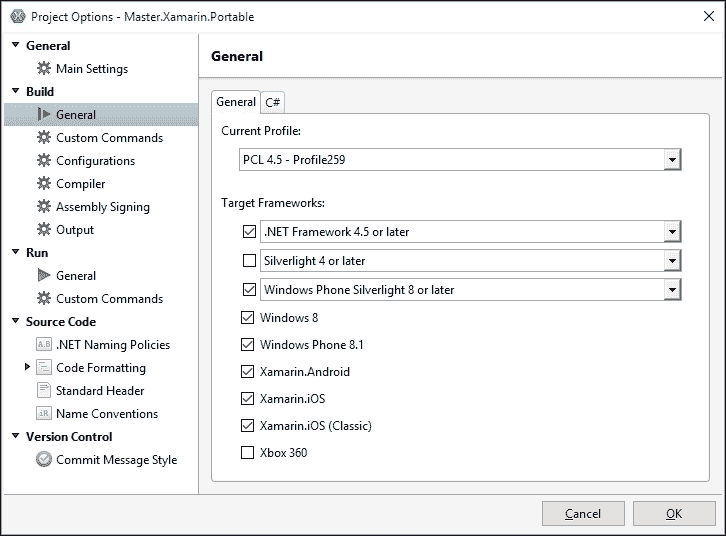 Project Options - Master.Xamarin.Portable
General
Main Settings
Build
General
Custom Commands
Configurations
Compiler
Assembly Signing
Output
Run
General
Custom Commands
Source Code
A.B .NET Naming Policies
Code Formatting
Standard Header
iR Name Conventions
Version Control
Commit Message Style
General
General C#
Current Profile:
PCL 4.5 - Profile259
Target Frameworks:
.NET Framework 4.5 or later
Silverlight 4 or later
Windows Phone Silverlight 8 or later
Windows 8
Windows Phone 8.1
Xamarin.Android
Xamarin.iOS
Xamarin.iOS (Classic)
Xbox 360
Cancel OK